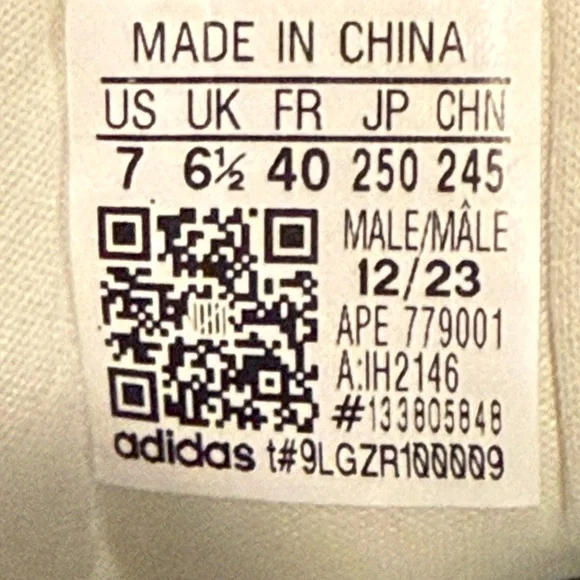 MADE IN CHINA
US UK FR JP CHN
7 6½ 40 250 245
MALE/MÂLE
12/23
APE 779001
A:IH2146
#133805848
adidas t#9LGZR100009